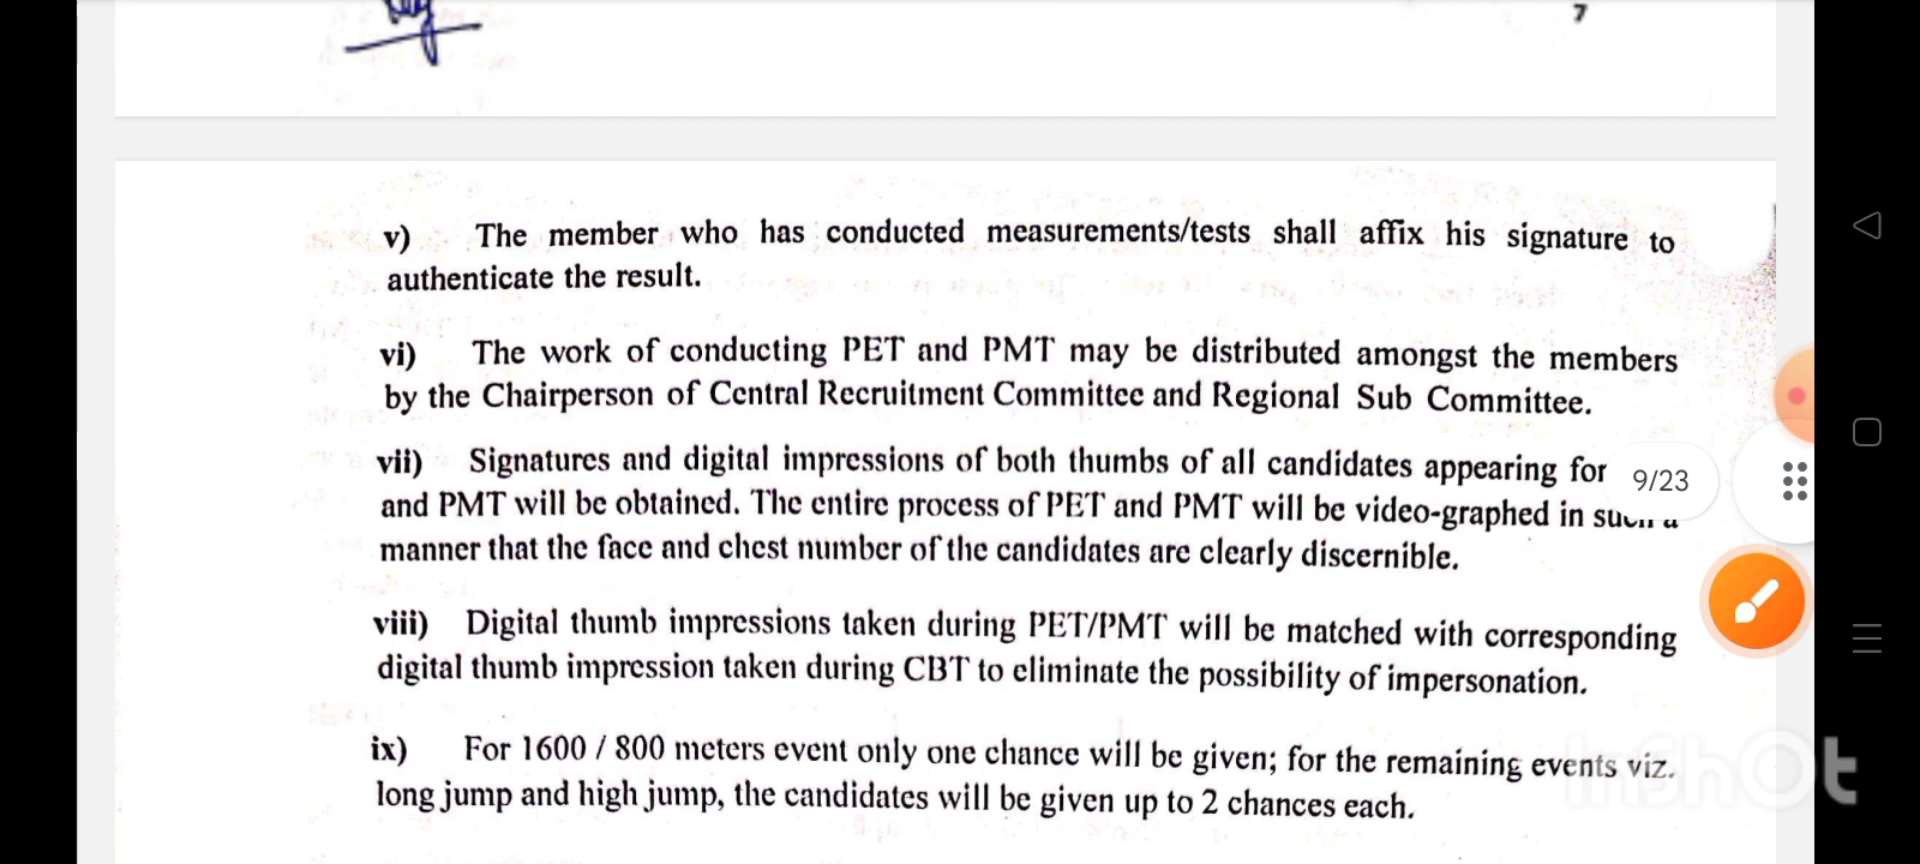 7
v) The member who has conducted measurements/tests shall affix his signature to
authenticate the result.
vi) The work of conducting PET and PMT may be distributed amongst the members
by the Chairperson of Central Recruitment Committee and Regional Sub Committee.
vii) Signatures and digital impressions of both thumbs of all candidates appearing for
9/23
and PMT will be obtained. The entire process of PET and PMT will be video-graphed in such a
manner that the face and chest number of the candidates are clearly discernible.
viii) Digital thumb impressions taken during PET/PMT will be matched with corresponding
digital thumb impression taken during CBT to eliminate the possibility of impersonation.
ix) For 1600 / 800 meters event only one chance will be given; for the remaining events viz.
long jump and high jump, the candidates will be given up to 2 chances each.
InShot